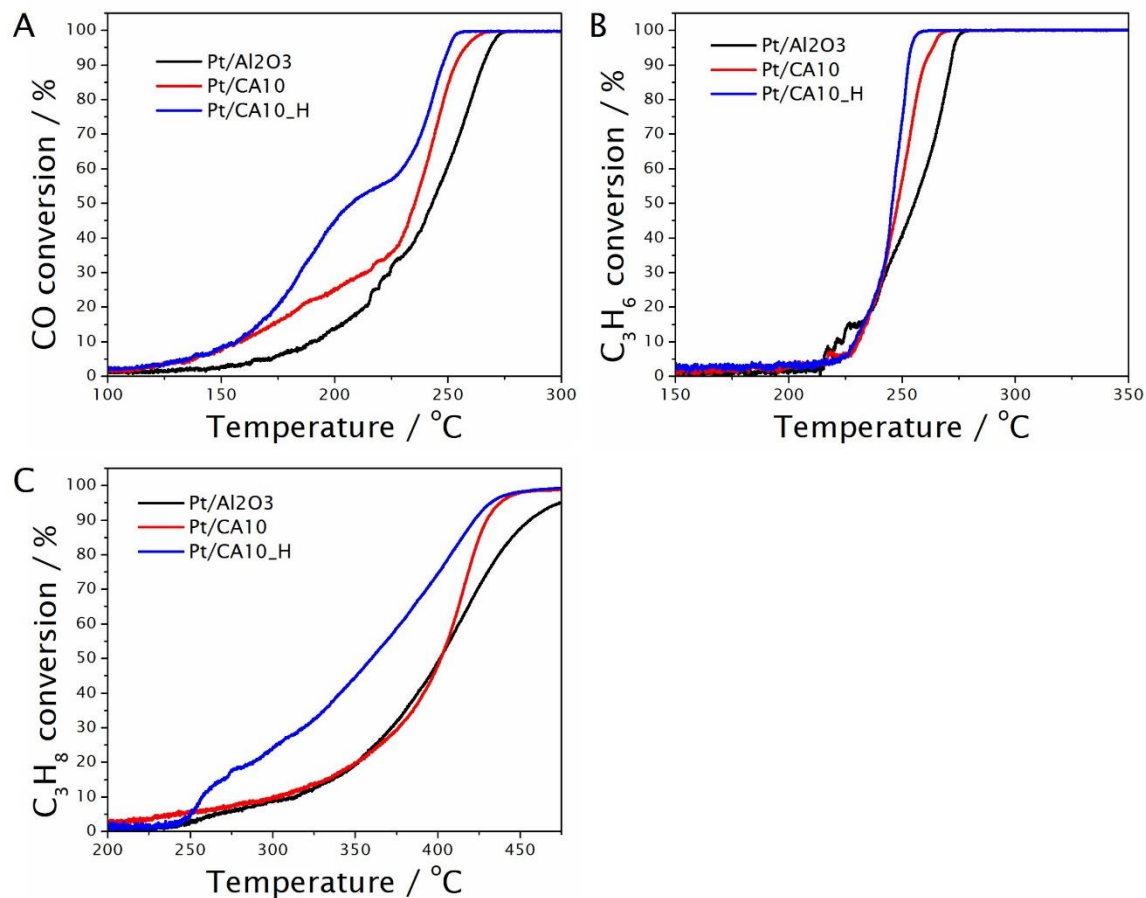 A
CO conversion / %
100
90
80
70
60
50
40
30
20
10
0
Pt/Al2O3
Pt/CA10
Pt/CA10_H
100 150 200 250 300
Temperature / °C
B
C₃H₆ conversion / %
100
90
80
70
60
50
40
30
20
10
0
Pt/Al2O3
Pt/CA10
Pt/CA10_H
150 200 250 300 350
Temperature / °C
C
C₃H₈ conversion / %
100
90
80
70
60
50
40
30
20
10
0
Pt/Al2O3
Pt/CA10
Pt/CA10_H
200 250 300 350 400 450
Temperature / °C